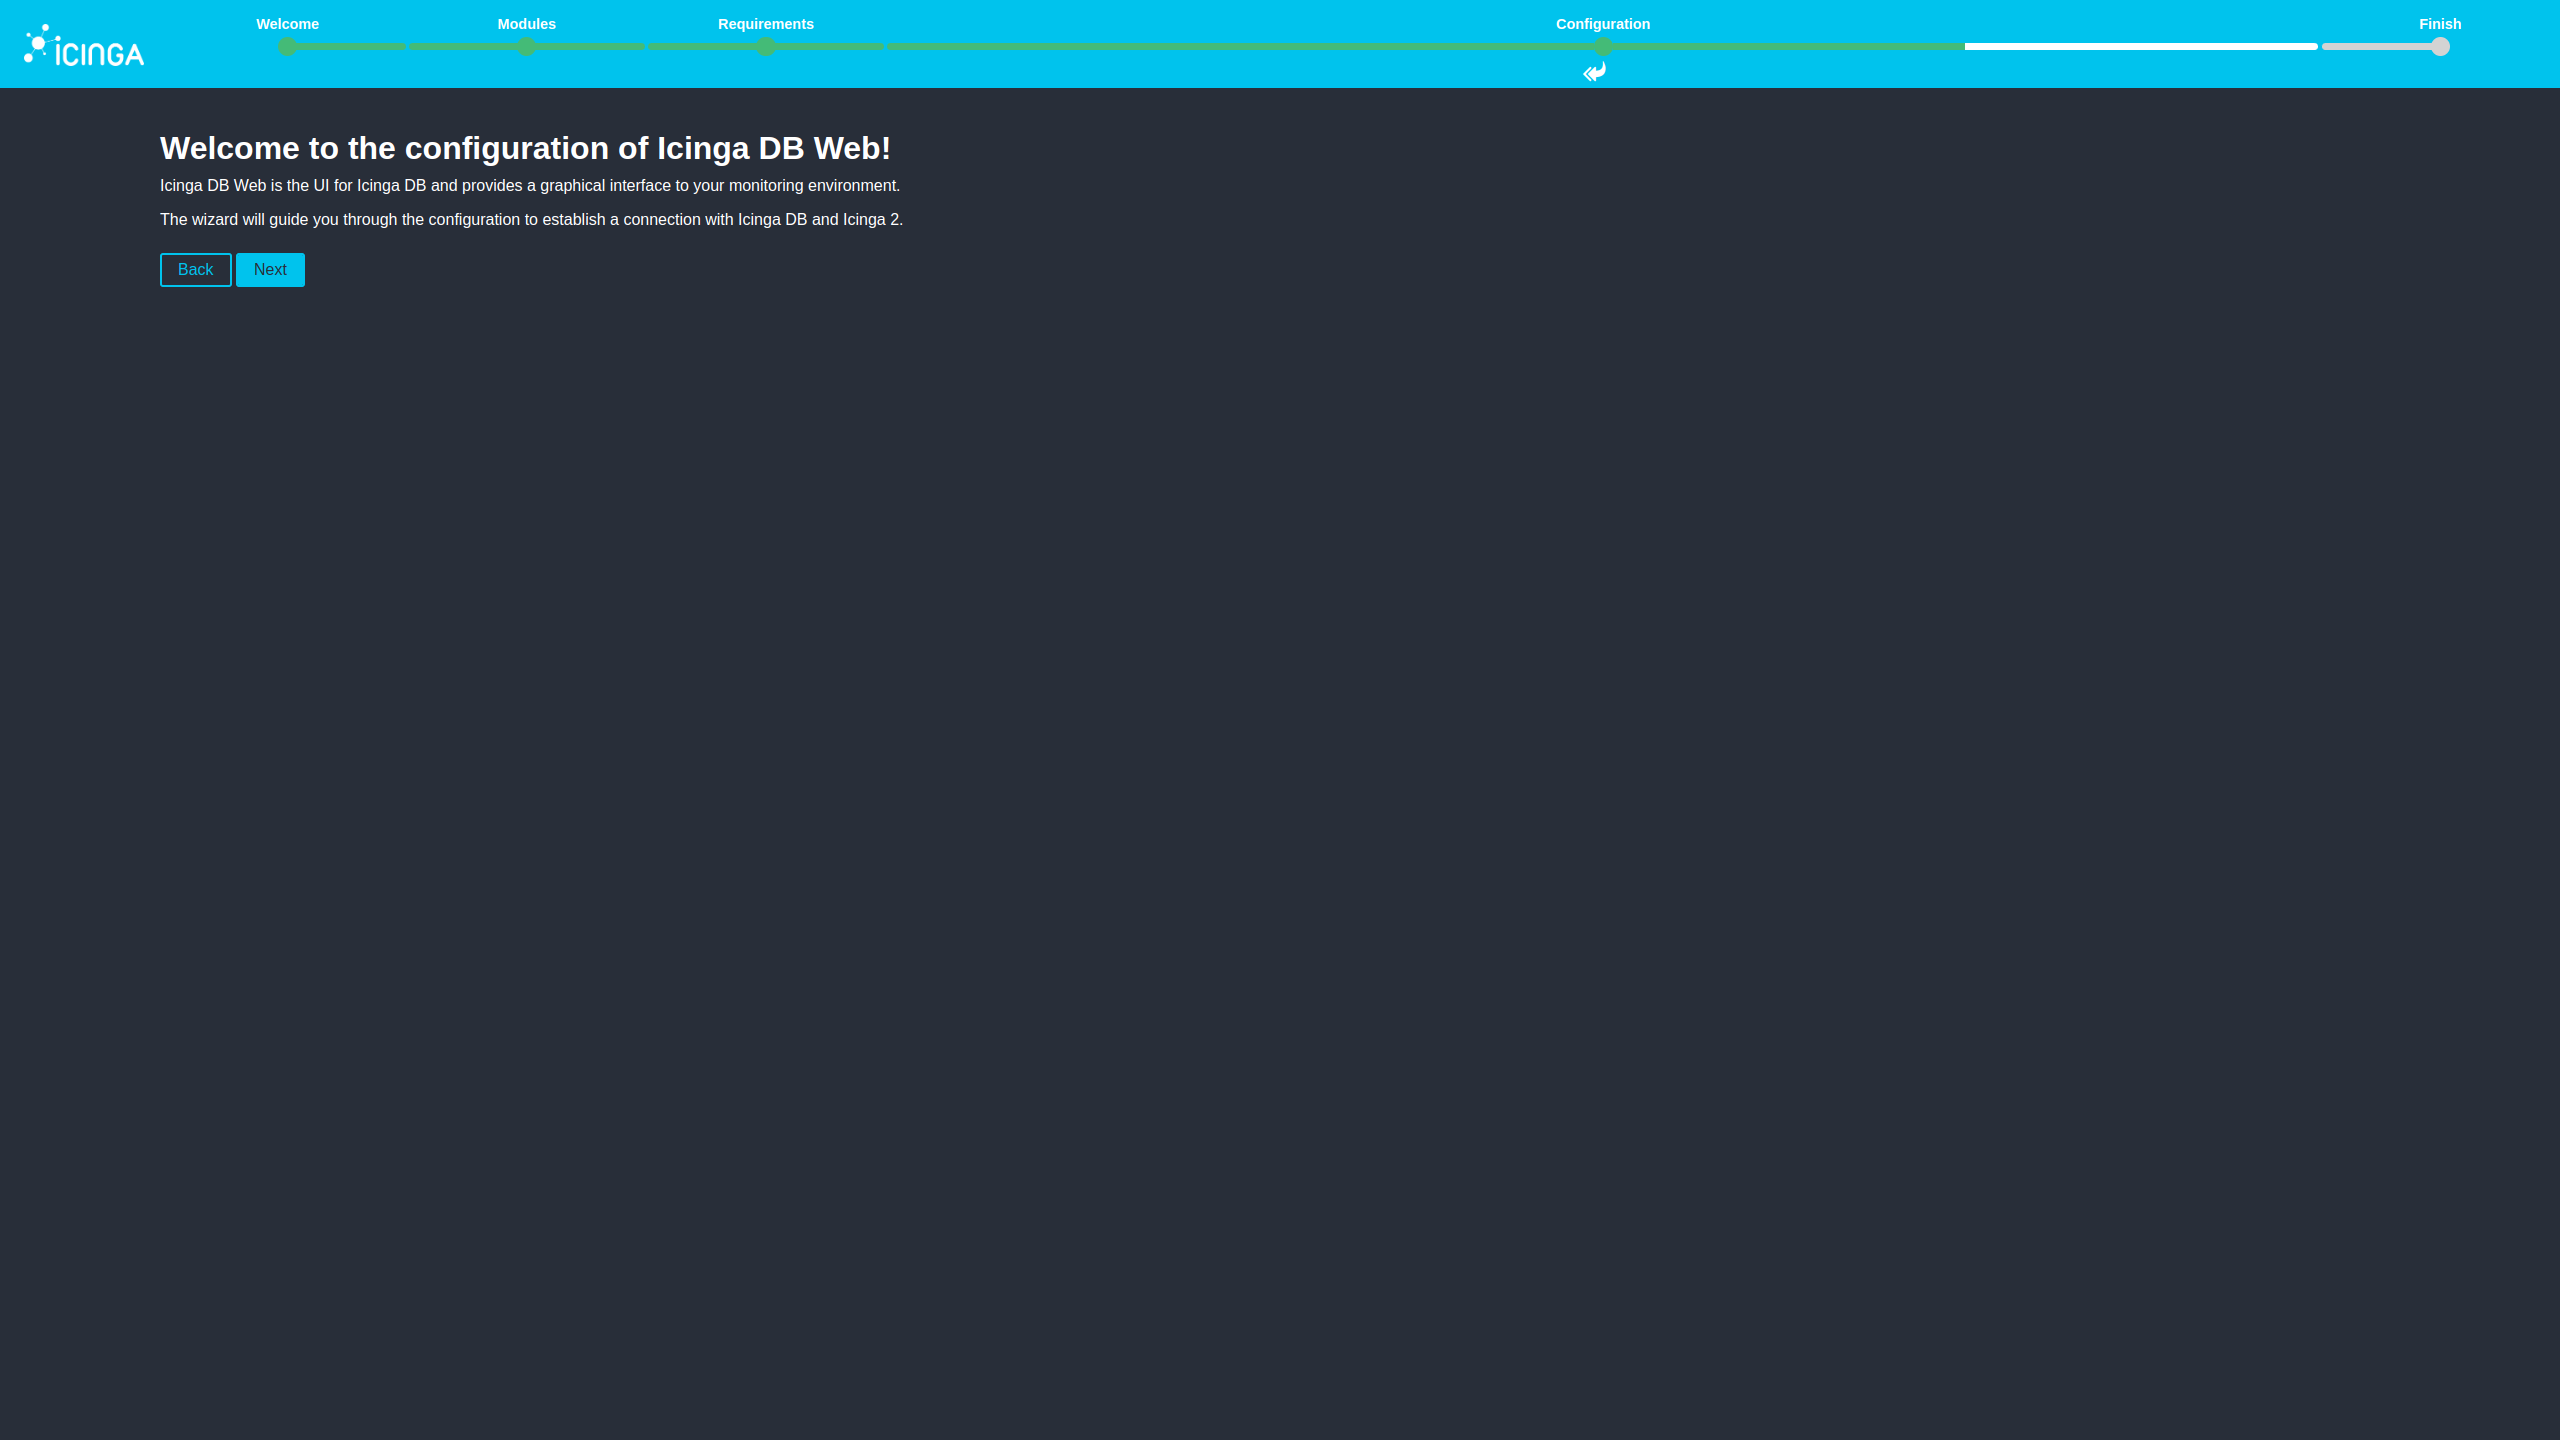 Welcome Modules Requirements Configuration Finish
ICINGA
Welcome to the configuration of Icinga DB Web!
Icinga DB Web is the UI for Icinga DB and provides a graphical interface to your monitoring environment.
The wizard will guide you through the configuration to establish a connection with Icinga DB and Icinga 2.
Back Next